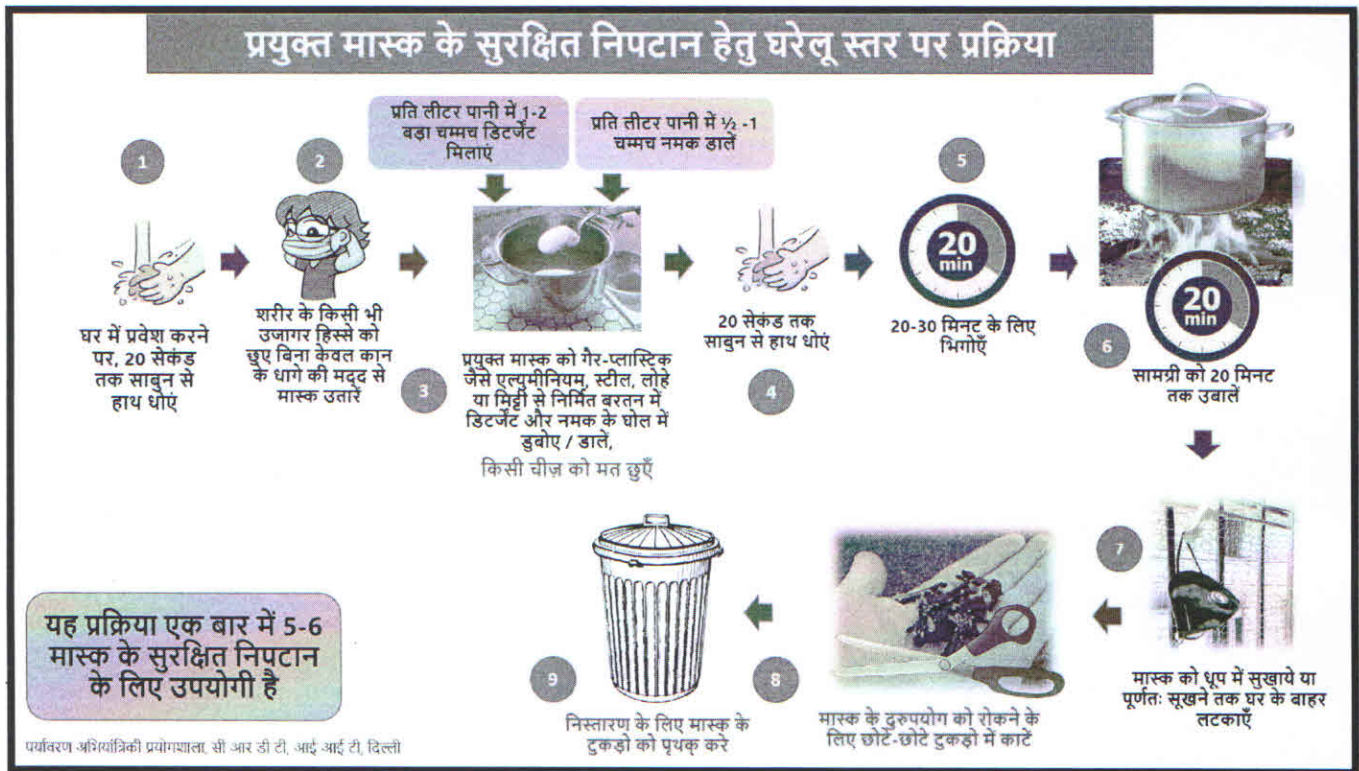 प्रयुक्त मास्क के सुरक्षित निपटान हेतु घरेलू स्तर पर प्रक्रिया
1
घर में प्रवेश करने
पर, 20 सेकंड
तक साबुन से
हाथ धोएं
2
शरीर के किसी भी
उजागर हिस्से को
छुए बिना केवल कान
के धागे की मदद से
मास्क उतारें
प्रति लीटर पानी में 1-2
बड़ा चम्मच डिटर्जेंट
मिलाएं
प्रति लीटर पानी में ½ -1
चम्मच नमक डालें
3
प्रयुक्त मास्क को गैर-प्लास्टिक
जैसे एल्युमीनियम, स्टील, लोहे
या मिट्टी से निर्मित बरतन में
डिटर्जेंट और नमक के घोल में
डुबोए / डालें,
किसी चीज़ को मत छुएँ
4
20 सेकंड तक
साबुन से हाथ धोएं
5
20
min
20-30 मिनट के लिए
भिगोएँ
20
min
6
सामग्री को 20 मिनट
तक उबालें
7
मास्क को धूप में सुखाये या
पूर्णतः सूखने तक घर के बाहर
लटकाएँ
8
मास्क के दुरुपयोग को रोकने के
लिए छोटे-छोटे टुकड़ो में काटें
9
निस्तारण के लिए मास्क के
टुकड़ो को पृथक् करे
यह प्रक्रिया एक बार में 5-6
मास्क के सुरक्षित निपटान
के लिए उपयोगी है
पर्यावरण अभियांत्रिकी प्रयोगशाला, सी आर डी टी, आई आई टी, दिल्ली